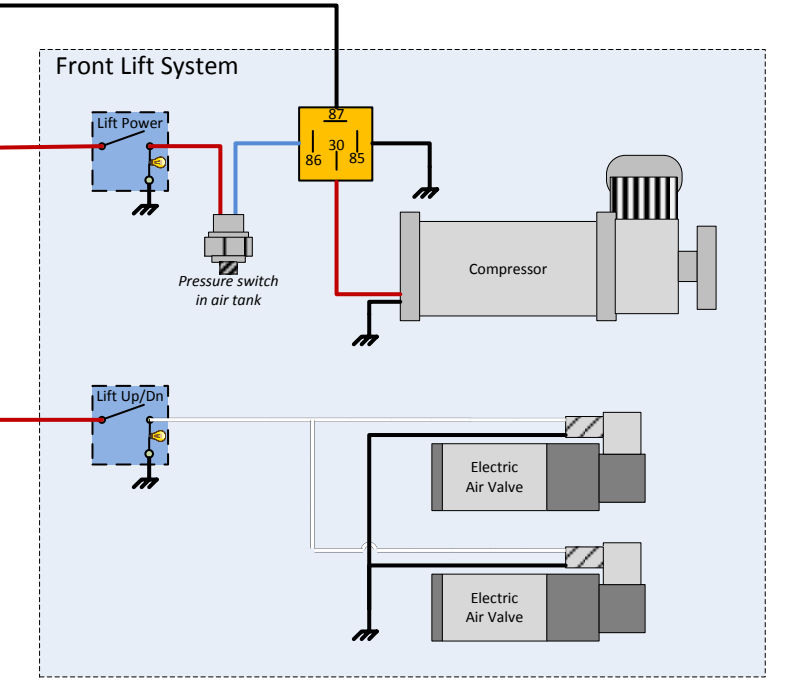 Front Lift System
Lift Power
87
30
86
85
Pressure switch
in air tank
Compressor
Lift Up/Dn
Electric
Air Valve
Electric
Air Valve